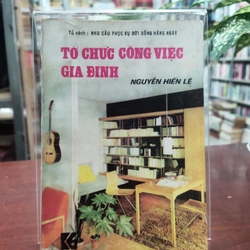 Tủ sách : NHU CẦU PHỤC VỤ ĐỜI SỐNG HÀNG NGÀY
TỔ CHỨC CÔNG VIỆC
GIA ĐÌNH
NGUYỄN HIẾN LÊ